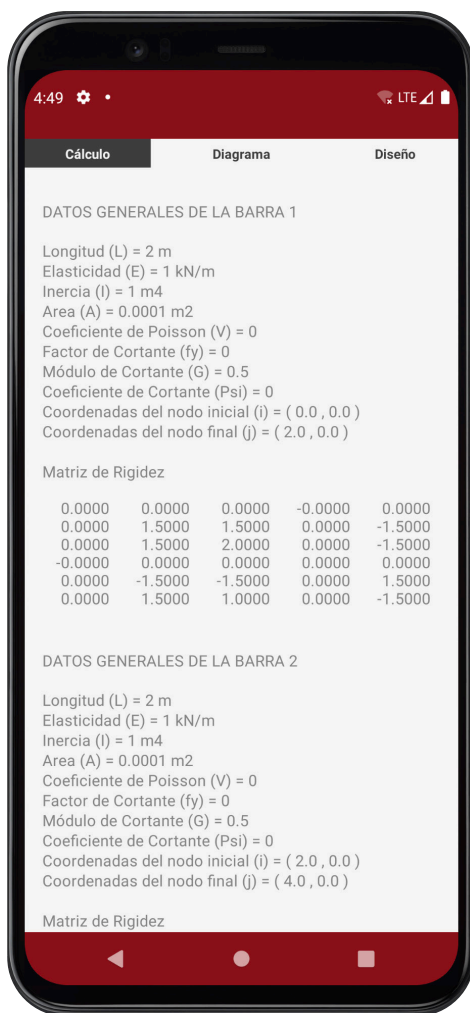 4:49 LTE
Cálculo Diagrama Diseño
DATOS GENERALES DE LA BARRA 1
Longitud (L) = 2 m
Elasticidad (E) = 1 kN/m
Inercia (I) = 1 m4
Area (A) = 0.0001 m2
Coeficiente de Poisson (V) = 0
Factor de Cortante (fy) = 0
Módulo de Cortante (G) = 0.5
Coeficiente de Cortante (Psi) = 0
Coordenadas del nodo inicial (i) = ( 0.0 , 0.0 )
Coordenadas del nodo final (j) = ( 2.0 , 0.0 )
Matriz de Rigidez
0.0000 0.0000 0.0000 -0.0000 0.0000
0.0000 1.5000 1.5000 0.0000 -1.5000
0.0000 1.5000 2.0000 0.0000 -1.5000
-0.0000 0.0000 0.0000 0.0000 0.0000
0.0000 -1.5000 -1.5000 0.0000 1.5000
0.0000 1.5000 1.0000 0.0000 -1.5000
DATOS GENERALES DE LA BARRA 2
Longitud (L) = 2 m
Elasticidad (E) = 1 kN/m
Inercia (I) = 1 m4
Area (A) = 0.0001 m2
Coeficiente de Poisson (V) = 0
Factor de Cortante (fy) = 0
Módulo de Cortante (G) = 0.5
Coeficiente de Cortante (Psi) = 0
Coordenadas del nodo inicial (i) = ( 2.0 , 0.0 )
Coordenadas del nodo final (j) = ( 4.0 , 0.0 )
Matriz de Rigidez